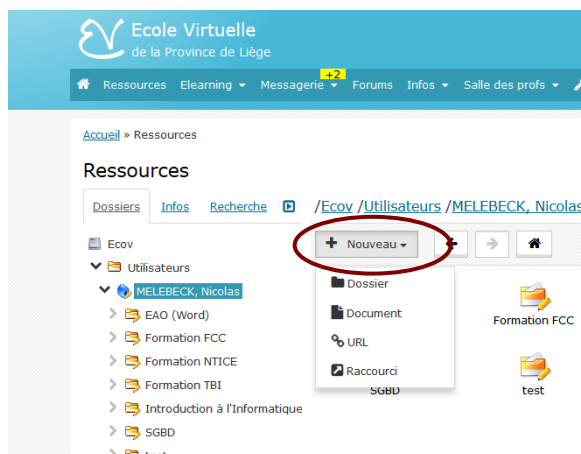 Ecole Virtuelle
de la Province de Liège
+2
Ressources Elearning Messagerie Forums Infos Salle des profs
Accueil » Ressources
Ressources
Dossiers Infos Recherche
/Ecov /Utilisateurs /MELEBECK, Nicolas
+ Nouveau
Ecov
Utilisateurs
MELEBECK, Nicolas
EAO (Word)
Formation FCC
Formation NTICE
Formation TBI
Introduction à l'Informatique
SGBD
Dossier
Document
URL
Raccourci
Formation FCC
SGBD
test